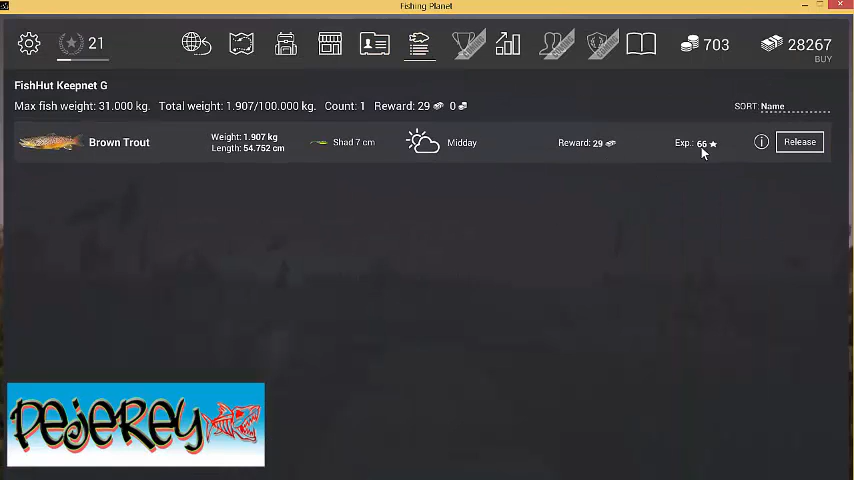 Fishing Planet
21
703
28267
BUY
FishHut Keepnet G
Max fish weight: 31.000 kg. Total weight: 1.907/100.000 kg. Count: 1 Reward: 29 0
SORT: Name
Brown Trout
Weight: 1.907 kg
Length: 54.752 cm
Shad 7 cm
Midday
Reward: 29
Exp.: 66
Release
PEJEREY